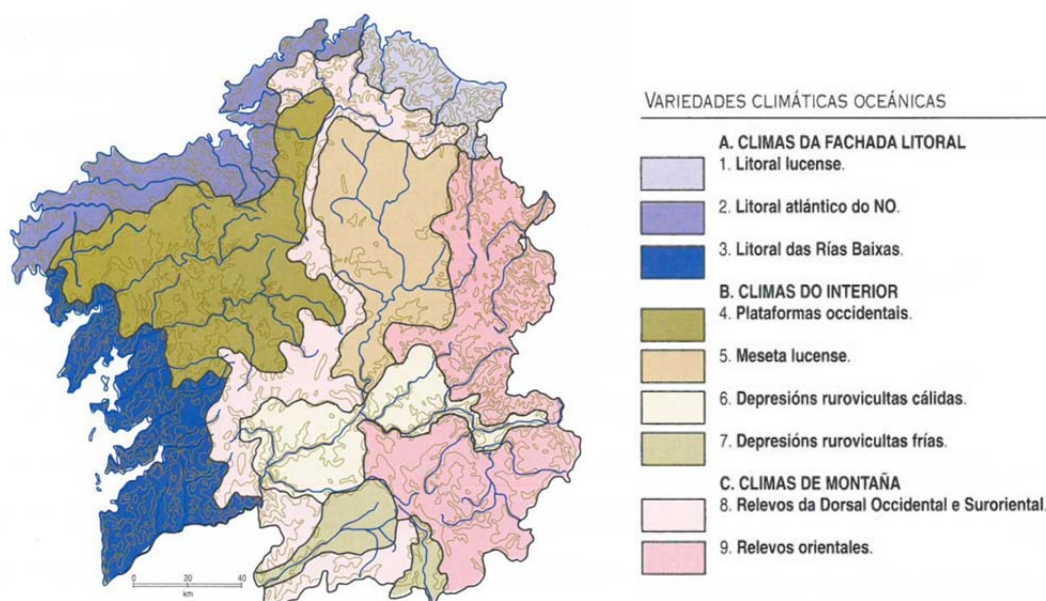 VARIEDADES CLIMÁTICAS OCEÁNICAS
A. CLIMAS DA FACHADA LITORAL
1. Litoral lucense.
2. Litoral atlántico do NO.
3. Litoral das Rías Baixas.
B. CLIMAS DO INTERIOR
4. Plataformas occidentais.
5. Meseta lucense.
6. Depresións rurovicultas cálidas.
7. Depresións rurovicultas frías.
C. CLIMAS DE MONTAÑA
8. Relevos da Dorsal Occidental e Suroriental.
9. Relevos orientales.
0 20 40
km